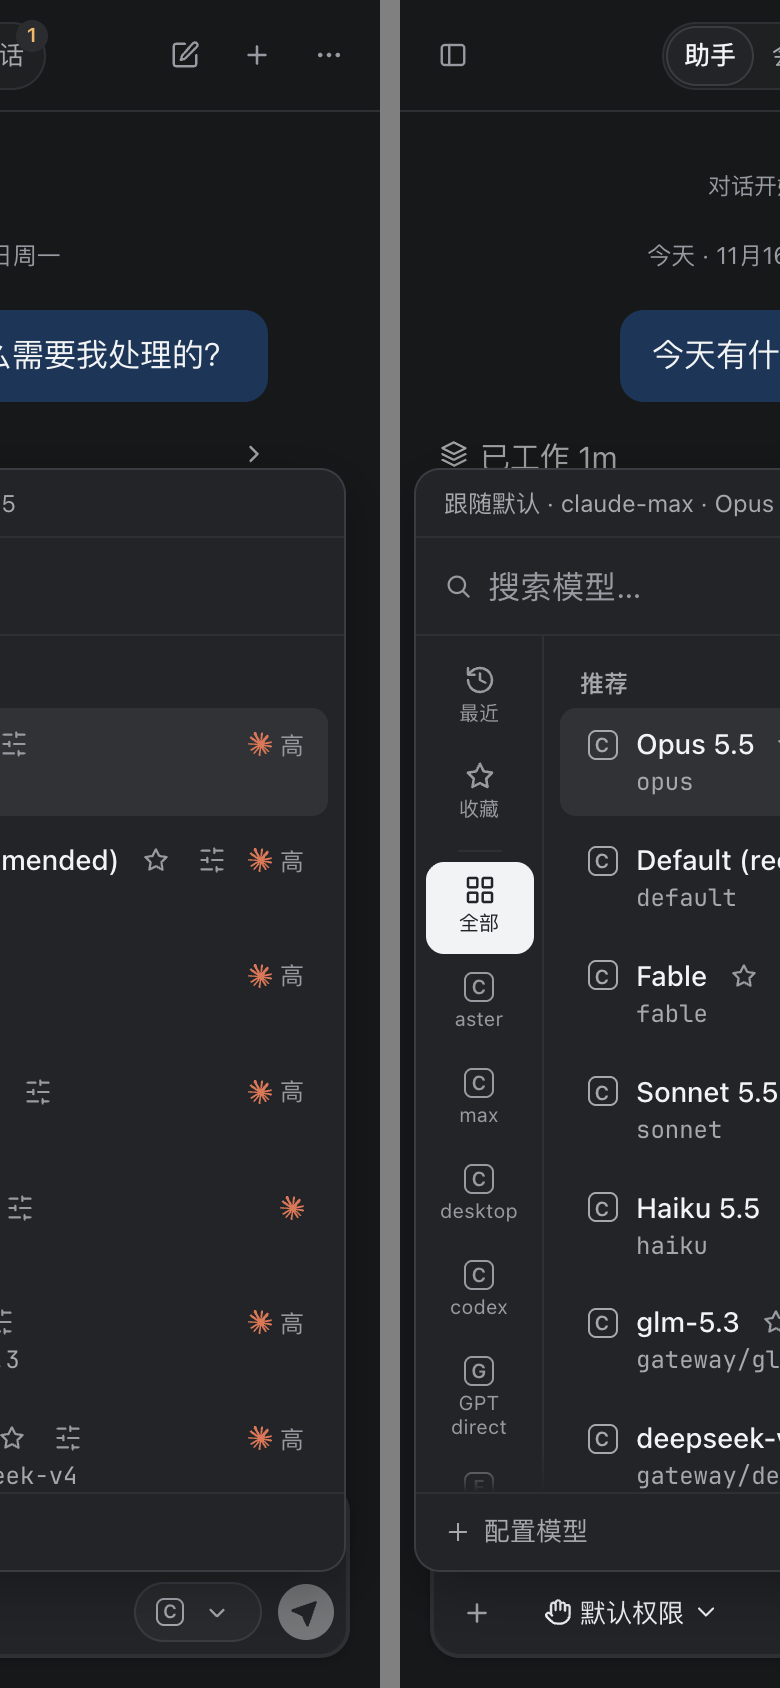 话
1
日周一
么需要我处理的?
5
高
mended)
高
高
高
高
.3
高
eek-v4
C
助手
对话开
今天 · 11月16
今天有什
已工作 1m
跟随默认 · claude-max · Opus
搜索模型...
最近
收藏
全部
C
aster
C
max
C
desktop
C
codex
G
GPT
direct
推荐
C Opus 5.5
opus
C Default (rec
default
C Fable
fable
C Sonnet 5.5
sonnet
C Haiku 5.5
haiku
C glm-5.3
gateway/gl
C deepseek-v
gateway/de
配置模型
默认权限